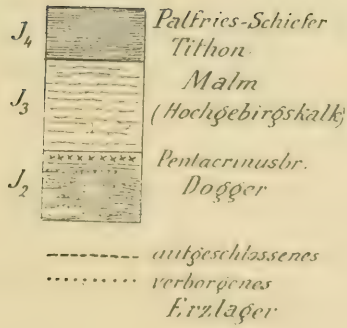 J4 Palfries-Schiefer
Tithon
J3 Malm
(Hochgebirgskalk)
J2 Pentacrinusbr.
Dogger
aufgeschlossenes
verborgenes
Erzlager